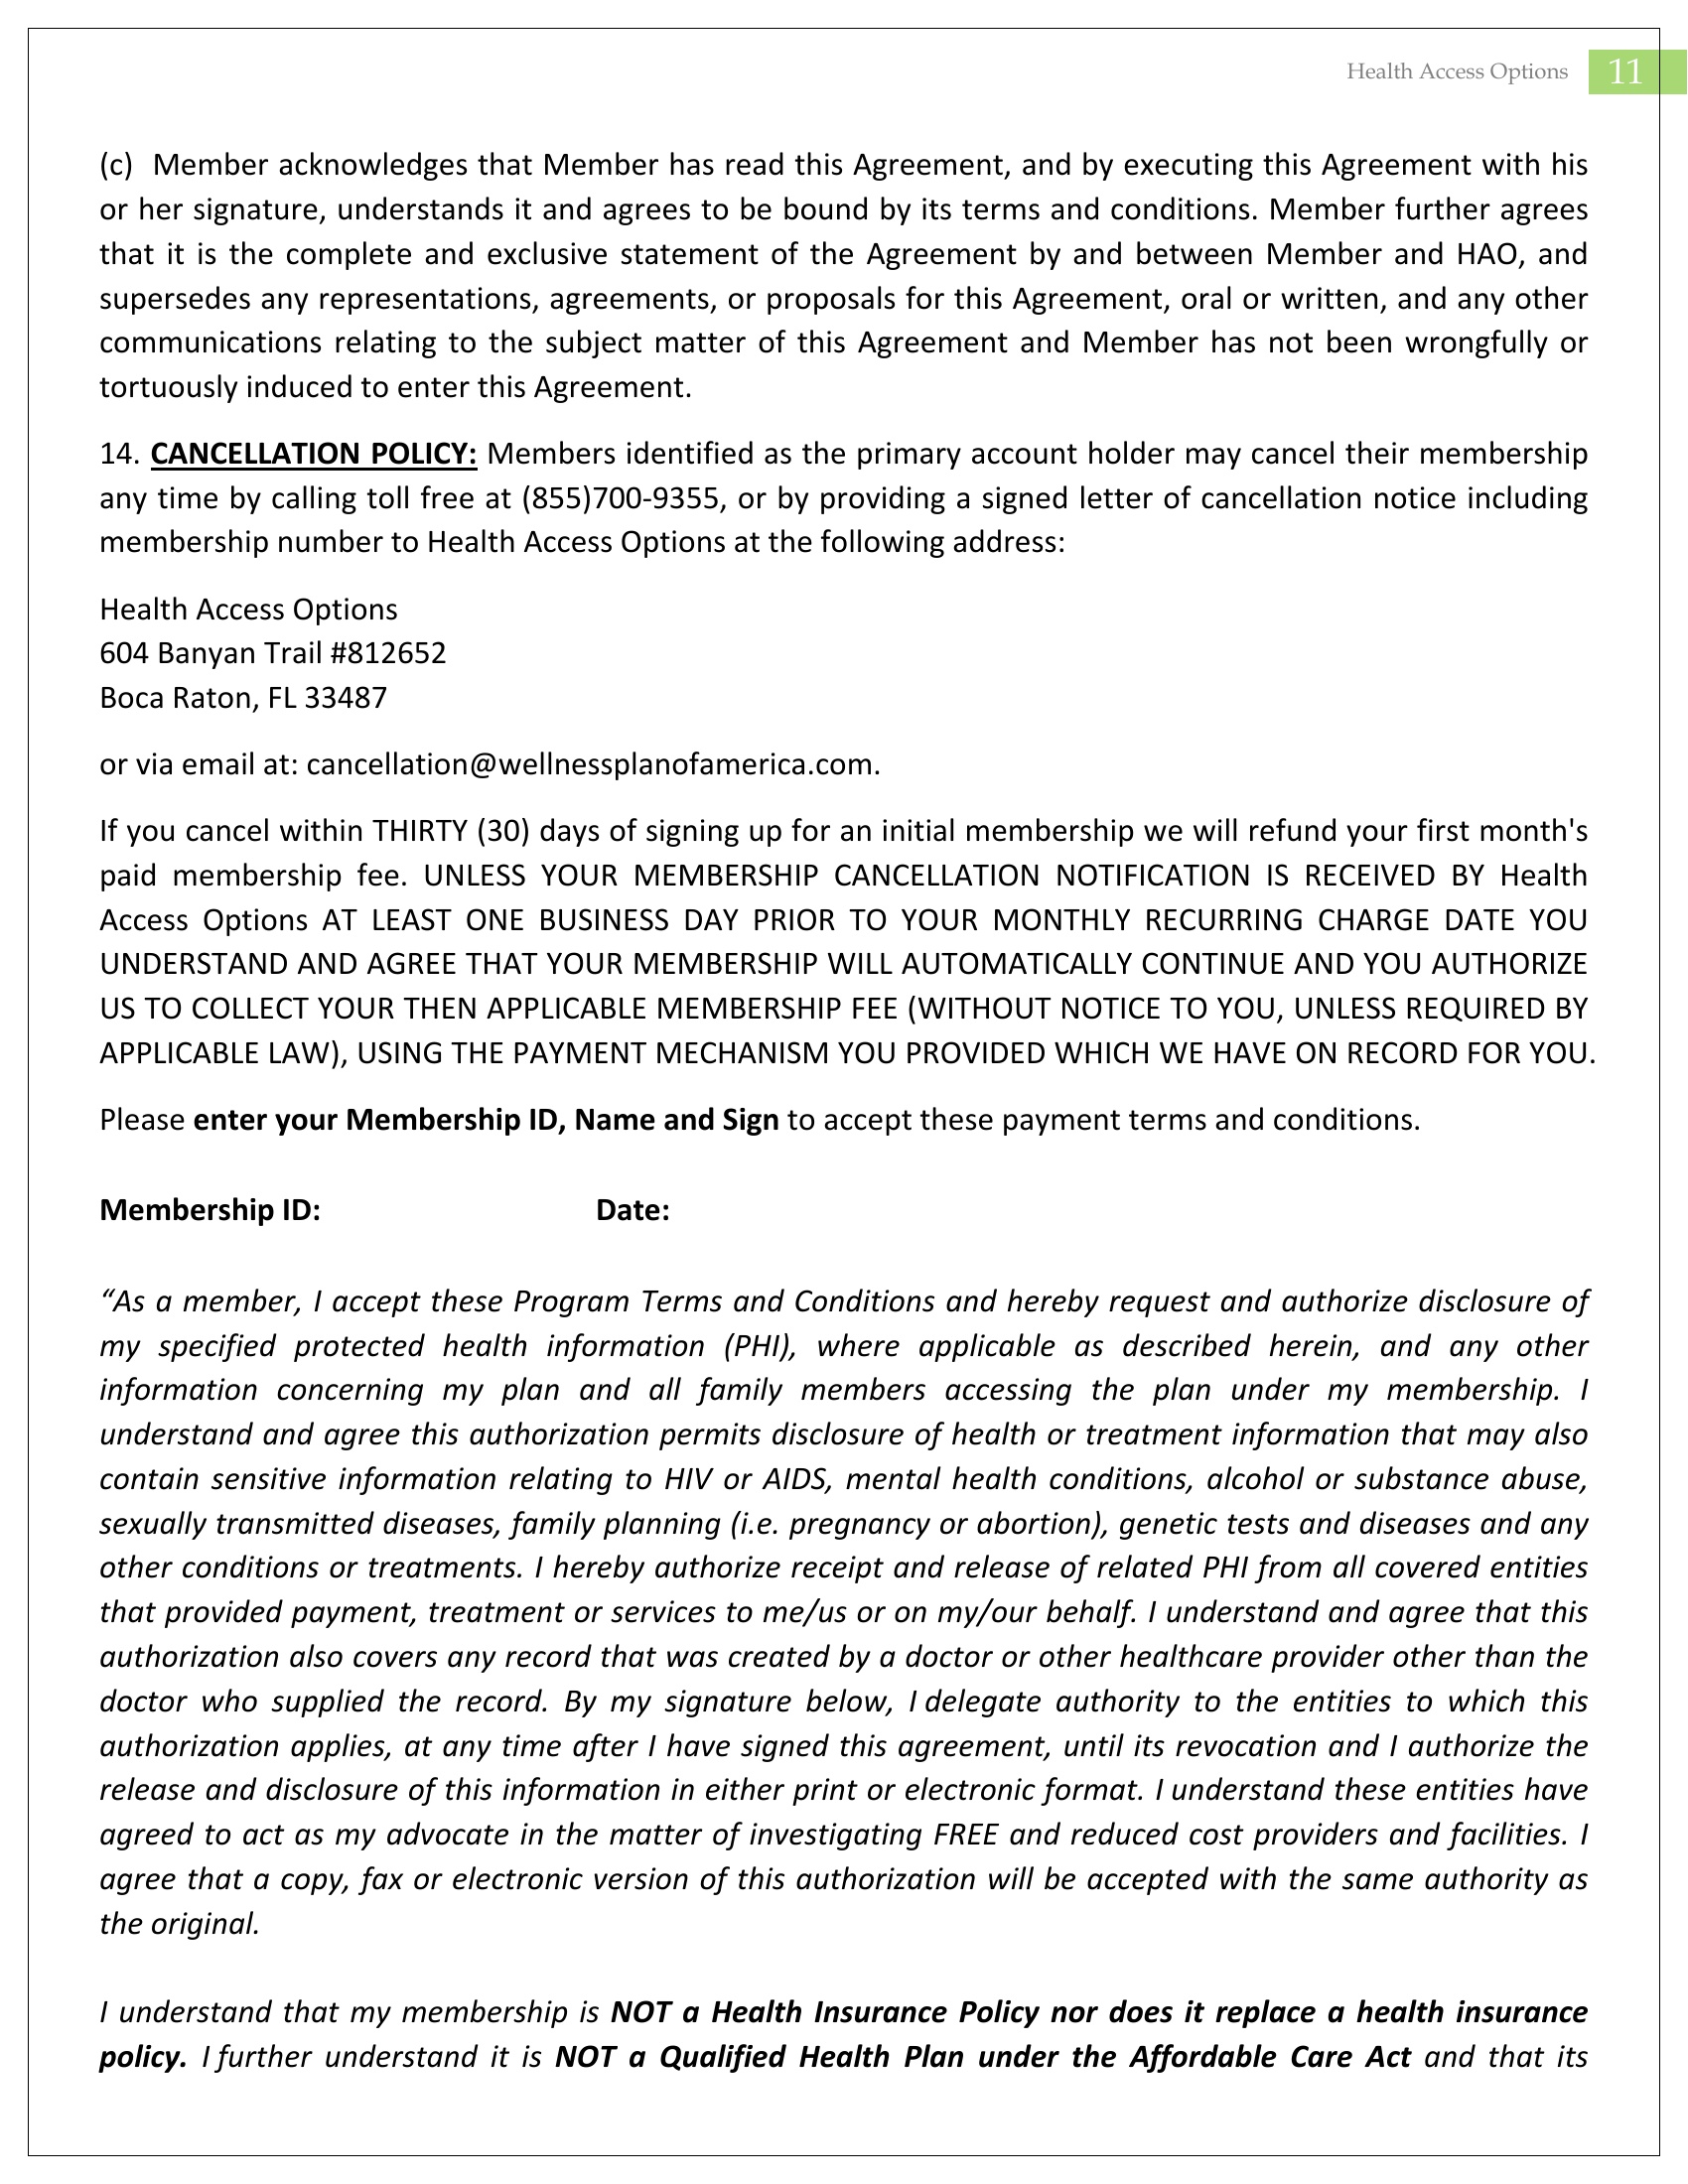 Health Access Options 11
(c) Member acknowledges that Member has read this Agreement, and by executing this Agreement with his
or her signature, understands it and agrees to be bound by its terms and conditions. Member further agrees
that it is the complete and exclusive statement of the Agreement by and between Member and HAO, and
supersedes any representations, agreements, or proposals for this Agreement, oral or written, and any other
communications relating to the subject matter of this Agreement and Member has not been wrongfully or
tortuously induced to enter this Agreement.
14. CANCELLATION POLICY: Members identified as the primary account holder may cancel their membership
any time by calling toll free at (855)700-9355, or by providing a signed letter of cancellation notice including
membership number to Health Access Options at the following address:
Health Access Options
604 Banyan Trail #812652
Boca Raton, FL 33487
or via email at: cancellation@wellnessplanofamerica.com.
If you cancel within THIRTY (30) days of signing up for an initial membership we will refund your first month's
paid membership fee. UNLESS YOUR MEMBERSHIP CANCELLATION NOTIFICATION IS RECEIVED BY Health
Access Options AT LEAST ONE BUSINESS DAY PRIOR TO YOUR MONTHLY RECURRING CHARGE DATE YOU
UNDERSTAND AND AGREE THAT YOUR MEMBERSHIP WILL AUTOMATICALLY CONTINUE AND YOU AUTHORIZE
US TO COLLECT YOUR THEN APPLICABLE MEMBERSHIP FEE (WITHOUT NOTICE TO YOU, UNLESS REQUIRED BY
APPLICABLE LAW), USING THE PAYMENT MECHANISM YOU PROVIDED WHICH WE HAVE ON RECORD FOR YOU.
Please enter your Membership ID, Name and Sign to accept these payment terms and conditions.
Membership ID: Date:
“As a member, I accept these Program Terms and Conditions and hereby request and authorize disclosure of
my specified protected health information (PHI), where applicable as described herein, and any other
information concerning my plan and all family members accessing the plan under my membership. I
understand and agree this authorization permits disclosure of health or treatment information that may also
contain sensitive information relating to HIV or AIDS, mental health conditions, alcohol or substance abuse,
sexually transmitted diseases, family planning (i.e. pregnancy or abortion), genetic tests and diseases and any
other conditions or treatments. I hereby authorize receipt and release of related PHI from all covered entities
that provided payment, treatment or services to me/us or on my/our behalf. I understand and agree that this
authorization also covers any record that was created by a doctor or other healthcare provider other than the
doctor who supplied the record. By my signature below, I delegate authority to the entities to which this
authorization applies, at any time after I have signed this agreement, until its revocation and I authorize the
release and disclosure of this information in either print or electronic format. I understand these entities have
agreed to act as my advocate in the matter of investigating FREE and reduced cost providers and facilities. I
agree that a copy, fax or electronic version of this authorization will be accepted with the same authority as
the original.
I understand that my membership is NOT a Health Insurance Policy nor does it replace a health insurance
policy. I further understand it is NOT a Qualified Health Plan under the Affordable Care Act and that its